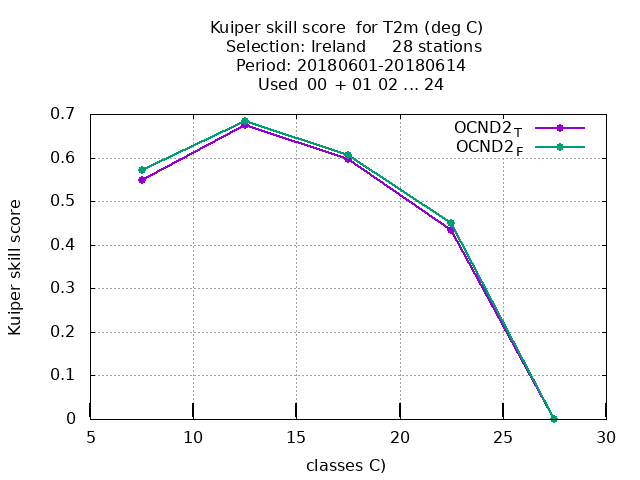 Kuiper skill score  for T2m (deg C)
Selection: Ireland     28 stations
Period: 20180601-20180614
Used  00 + 01 02 ... 24
OCND2T
OCND2F
Kuiper skill score
0.7
0.6
0.5
0.4
0.3
0.2
0.1
0
5 10 15 20 25 30
classes C)